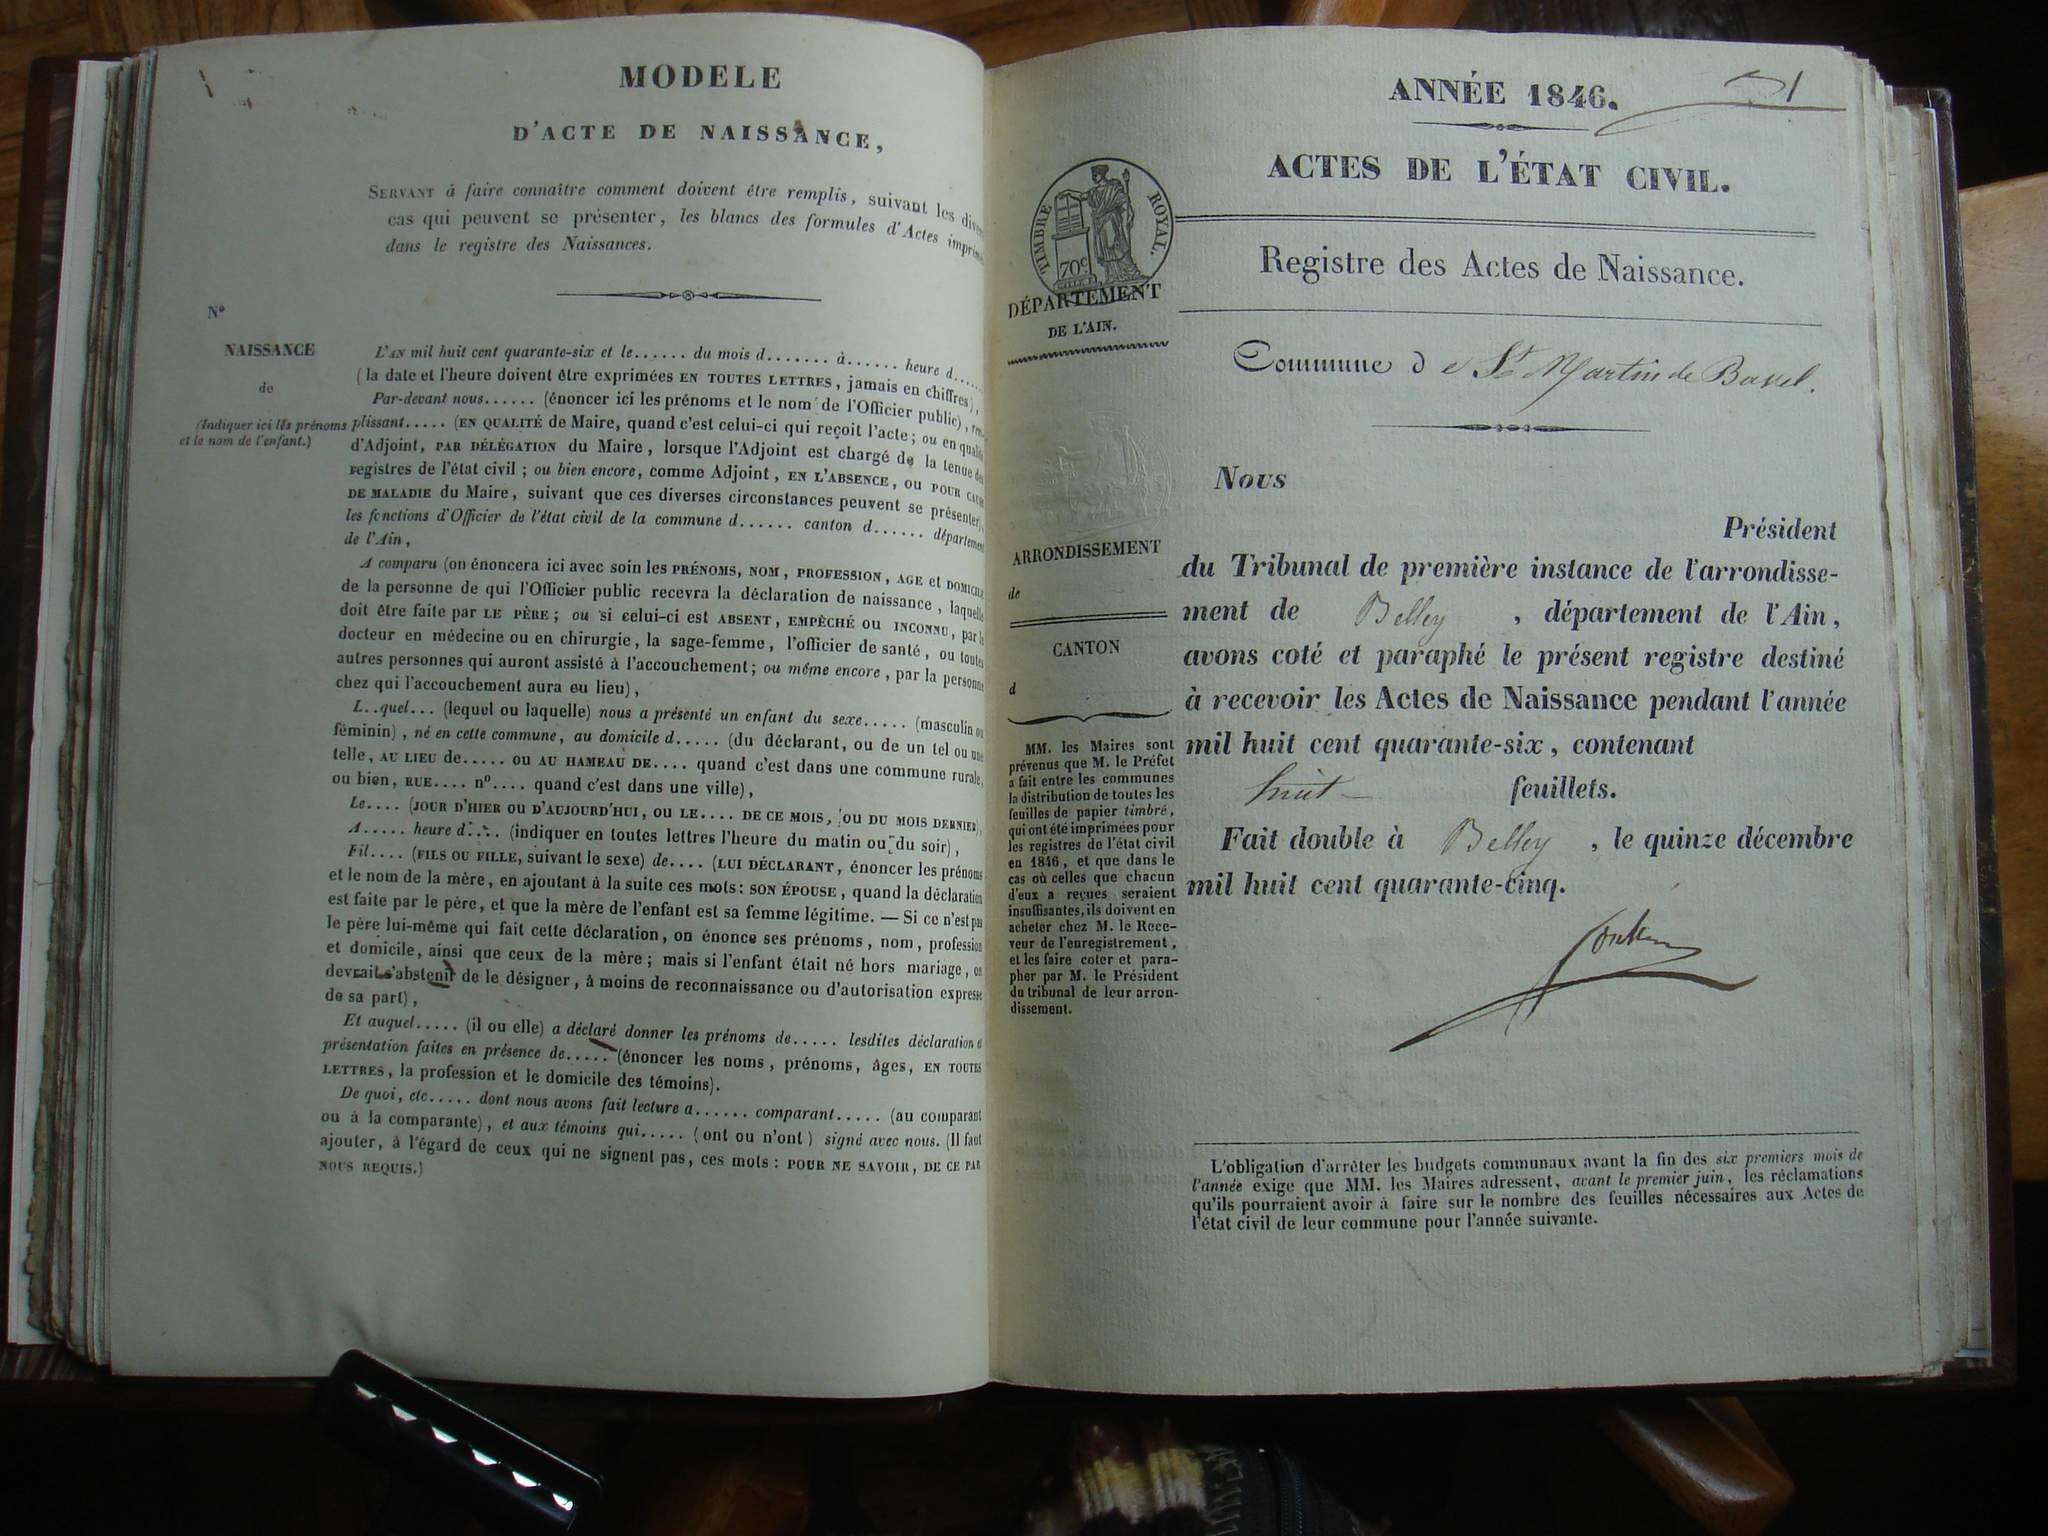 MODELE
D'ACTE DE NAISSANCE,
SERVANT à faire connaître comment doivent être remplis, suivant les divers
cas qui peuvent se présenter, les blancs des formules d'Actes imprimés
dans le registre des Naissances.
N°
NAISSANCE
de
(Indiquer ici les prénoms
et le nom de l'enfant.)
L'AN mil huit cent quarante-six et le...... du mois d....... à...... heure d......
(la date et l'heure doivent être exprimées EN TOUTES LETTRES, jamais en chiffres),
Par-devant nous...... (énoncer ici les prénoms et le nom de l'Officier public), rem-
plissant..... (EN QUALITÉ de Maire, quand c'est celui-ci qui reçoit l'acte; ou en qualité
d'Adjoint, PAR DÉLÉGATION du Maire, lorsque l'Adjoint est chargé de la tenue des
registres de l'état civil; ou bien encore, comme Adjoint, EN L'ABSENCE, OU POUR CAUSE
DE MALADIE du Maire, suivant que ces diverses circonstances peuvent se présenter),
les fonctions d'Officier de l'état civil de la commune d...... canton d...... département
de l'Ain,
A comparu (on énoncera ici avec soin les PRÉNOMS, NOM, PROFESSION, AGE et DOMICILE
de la personne de qui l'Officier public recevra la déclaration de naissance, laquelle
doit être faite par LE PÈRE; ou si celui-ci est ABSENT, EMPÊCHÉ OU INCONNU, par le
docteur en médecine ou en chirurgie, la sage-femme, l'officier de santé, ou toutes
autres personnes qui auront assisté à l'accouchement; ou même encore, par la personne
chez qui l'accouchement aura eu lieu),
L..quel... (lequel ou laquelle) nous a présenté un enfant du sexe..... (masculin ou
féminin), né en cette commune, au domicile d..... (du déclarant, ou de un tel ou une
telle, AU LIEU de..... ou AU HAMEAU DE.... quand c'est dans une commune rurale,
ou bien, RUE.... n°.... quand c'est dans une ville),
Le.... (JOUR D'HIER OU D'AUJOURD'HUI, OU LE.... DE CE MOIS, OU DU MOIS DERNIER),
A..... heure d.... (indiquer en toutes lettres l'heure du matin ou du soir),
Fil.... (FILS OU FILLE, suivant le sexe) de.... (LUI DÉCLARANT, énoncer les prénoms
et le nom de la mère, en ajoutant à la suite ces mots: SON ÉPOUSE, quand la déclaration
est faite par le père, et que la mère de l'enfant est sa femme légitime. — Si ce n'est pas
le père lui-même qui fait cette déclaration, on énonce ses prénoms, nom, profession
et domicile, ainsi que ceux de la mère; mais si l'enfant était né hors mariage, on
devrait s'abstenir de le désigner, à moins de reconnaissance ou d'autorisation expresse
de sa part),
Et auquel..... (il ou elle) a déclaré donner les prénoms de..... lesdites déclaration et
présentation faites en présence de..... (énoncer les noms, prénoms, âges, EN TOUTES
LETTRES, la profession et le domicile des témoins).
De quoi, etc..... dont nous avons fait lecture a...... comparant..... (au comparant
ou à la comparante), et aux témoins qui..... (ont ou n'ont) signé avec nous. (Il faut
ajouter, à l'égard de ceux qui ne signent pas, ces mots: POUR NE SAVOIR, DE CE PAR
NOUS REQUIS.)
ANNÉE 1846.
1
ACTES DE L'ÉTAT CIVIL.
TIMBRE ROYAL.
70c
Registre des Actes de Naissance.
DÉPARTEMENT
DE L'AIN.
Commune de St Martin de Bavel.
ARRONDISSEMENT
de
CANTON
d
MM. les Maires sont
prévenus que M. le Préfet
a fait entre les communes
la distribution de toutes les
feuilles de papier timbré,
qui ont été imprimées pour
les registres de l'état civil
en 1846, et que dans le
cas où celles que chacun
d'eux a reçues seraient
insuffisantes, ils doivent en
acheter chez M. le Rece-
veur de l'enregistrement,
et les faire coter et para-
pher par M. le Président
du tribunal de leur arron-
dissement.
Nous
Président
du Tribunal de première instance de l'arrondisse-
ment de Belley, département de l'Ain,
avons coté et paraphé le présent registre destiné
à recevoir les Actes de Naissance pendant l'année
mil huit cent quarante-six, contenant
huit feuillets.
Fait double à Belley, le quinze décembre
mil huit cent quarante-cinq.
L'obligation d'arrêter les budgets communaux avant la fin des six premiers mois de
l'année exige que MM. les Maires adressent, avant le premier juin, les réclamations
qu'ils pourraient avoir à faire sur le nombre des feuilles nécessaires aux Actes de
l'état civil de leur commune pour l'année suivante.